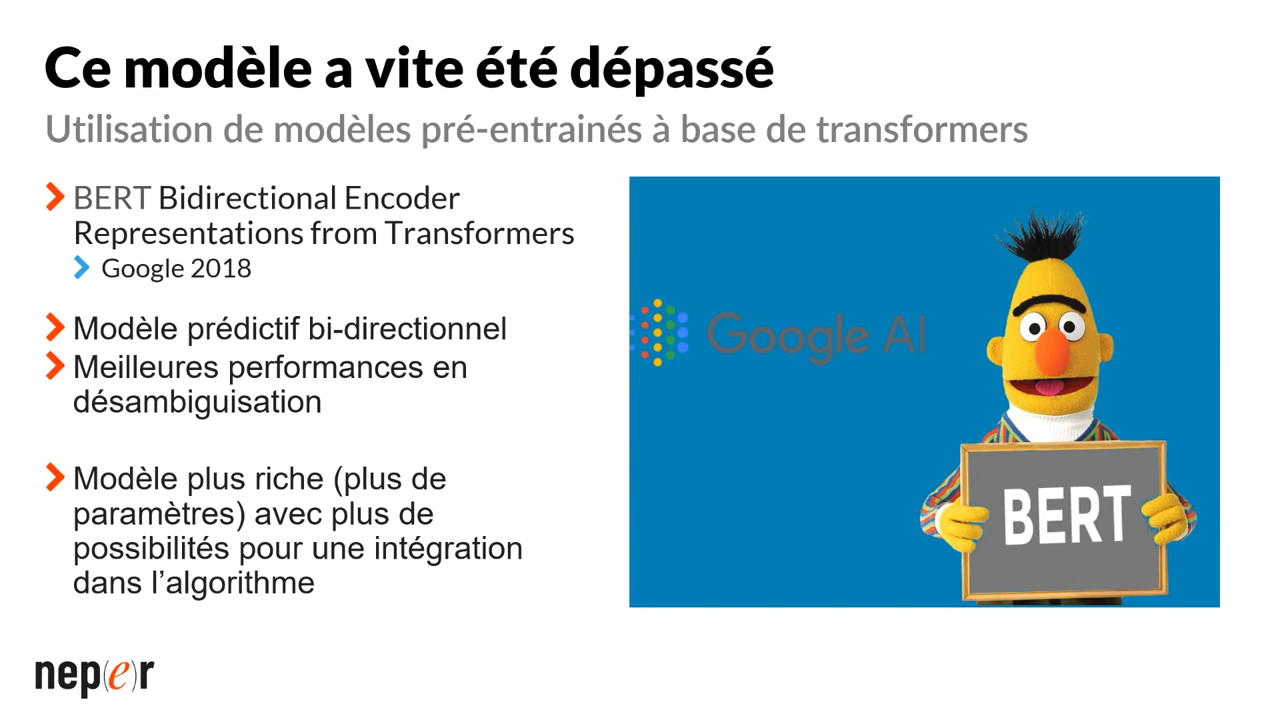 Ce modèle a vite été dépassé
Utilisation de modèles pré-entrainés à base de transformers
BERT Bidirectional Encoder
Representations from Transformers
Google 2018
Modèle prédictif bi-directionnel
Meilleures performances en
désambiguisation
Modèle plus riche (plus de
paramètres) avec plus de
possibilités pour une intégration
dans l’algorithme
Google AI
BERT
nep(e)r